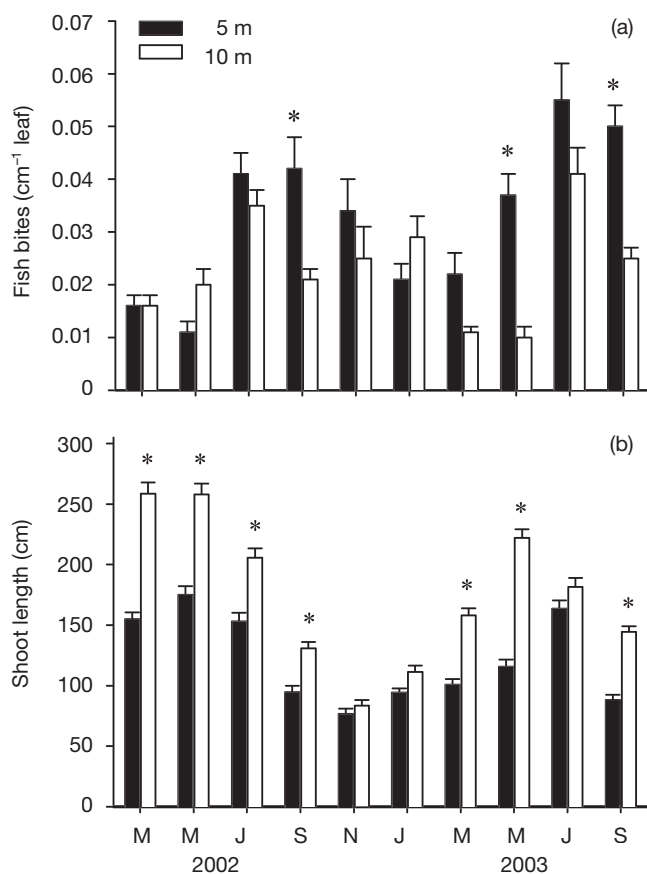 (a)
5 m
10 m
Fish bites (cm⁻¹ leaf)
0.07
0.06
0.05
0.04
0.03
0.02
0.01
0
* * *
(b)
Shoot length (cm)
300
250
200
150
100
50
0
* * * * * * *
M M J S N J M M J S
2002 2003